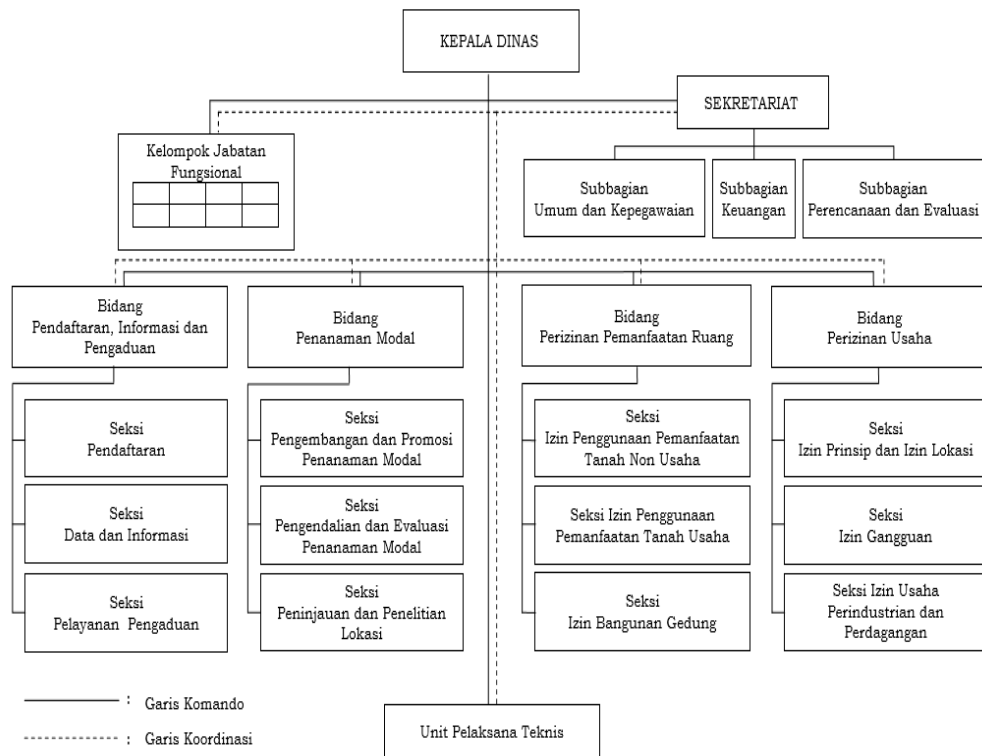 KEPALA DINAS
SEKRETARIAT
Kelompok Jabatan
Fungsional
Subbagian
Umum dan Kepegawaian
Subbagian
Keuangan
Subbagian
Perencanaan dan Evaluasi
Bidang
Pendaftaran, Informasi dan
Pengaduan
Bidang
Penanaman Modal
Bidang
Perizinan Pemanfaatan Ruang
Bidang
Perizinan Usaha
Seksi
Pendaftaran
Seksi
Pengembangan dan Promosi
Penanaman Modal
Seksi
Izin Penggunaan Pemanfaatan
Tanah Non Usaha
Seksi
Izin Prinsip dan Izin Lokasi
Seksi
Data dan Informasi
Seksi
Pengendalian dan Evaluasi
Penanaman Modal
Seksi Izin Penggunaan
Pemanfaatan Tanah Usaha
Seksi
Izin Gangguan
Seksi
Pelayanan Pengaduan
Seksi
Peninjauan dan Penelitian
Lokasi
Seksi
Izin Bangunan Gedung
Seksi Izin Usaha
Perindustrian dan
Perdagangan
: Garis Komando
: Garis Koordinasi
Unit Pelaksana Teknis